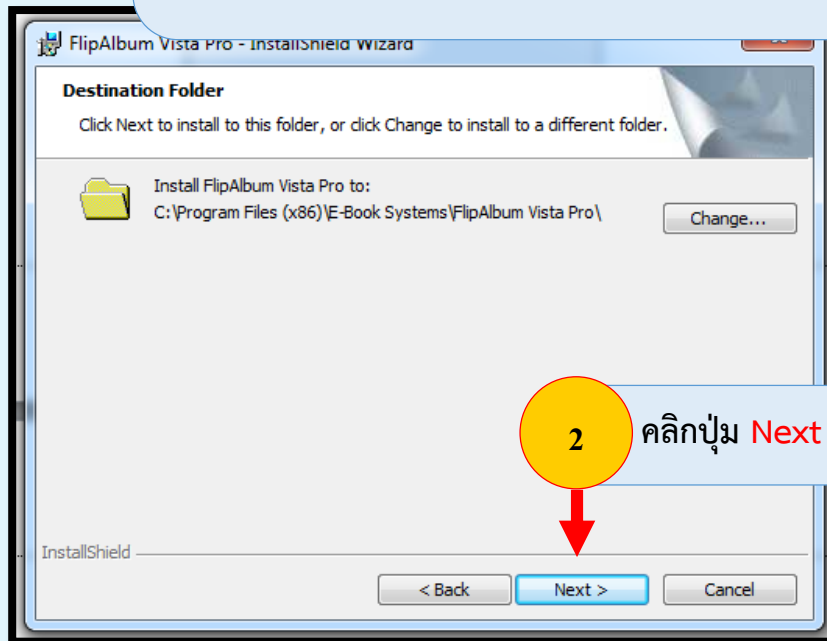 FlipAlbum Vista Pro - InstallShield Wizard
Destination Folder
Click Next to install to this folder, or click Change to install to a different folder.
Install FlipAlbum Vista Pro to:
C:\Program Files (x86)\E-Book Systems\FlipAlbum Vista Pro\
Change...
2
คลิกปุ่ม Next
InstallShield
< Back
Next >
Cancel